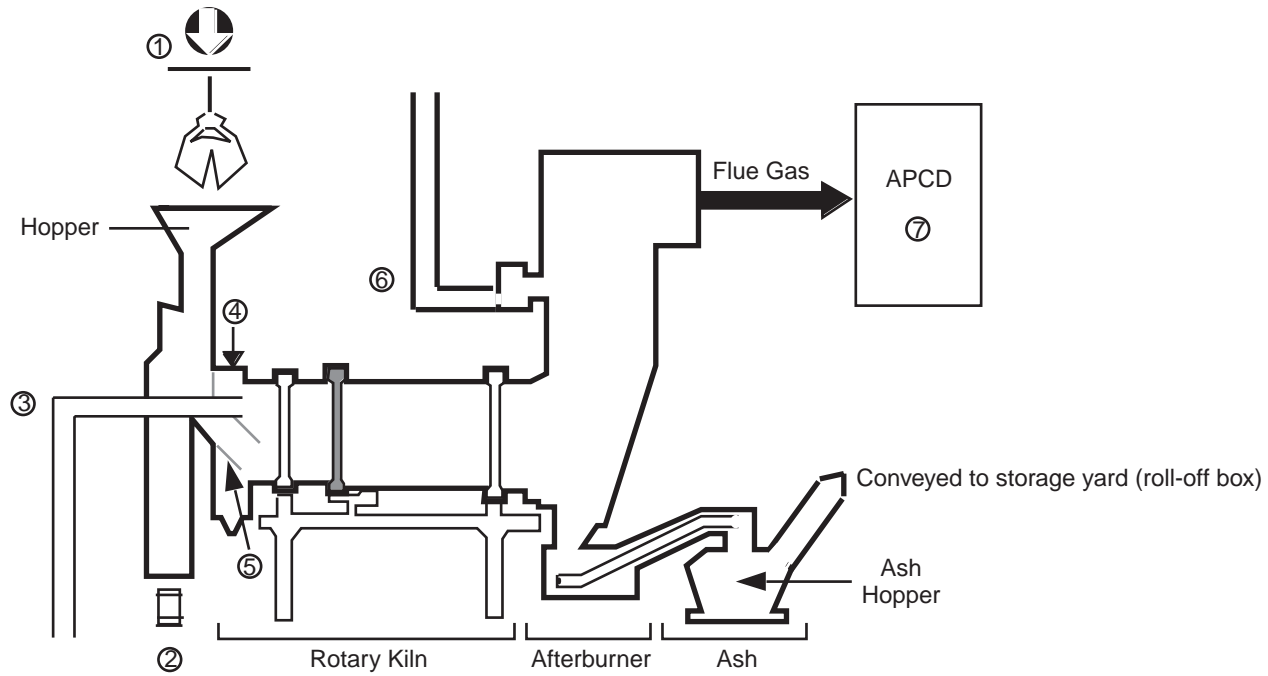 ①
Flue Gas
APCD
⑦
Hopper
⑥
④
③
Conveyed to storage yard (roll-off box)
⑤
Ash
Hopper
②
Rotary Kiln
Afterburner
Ash